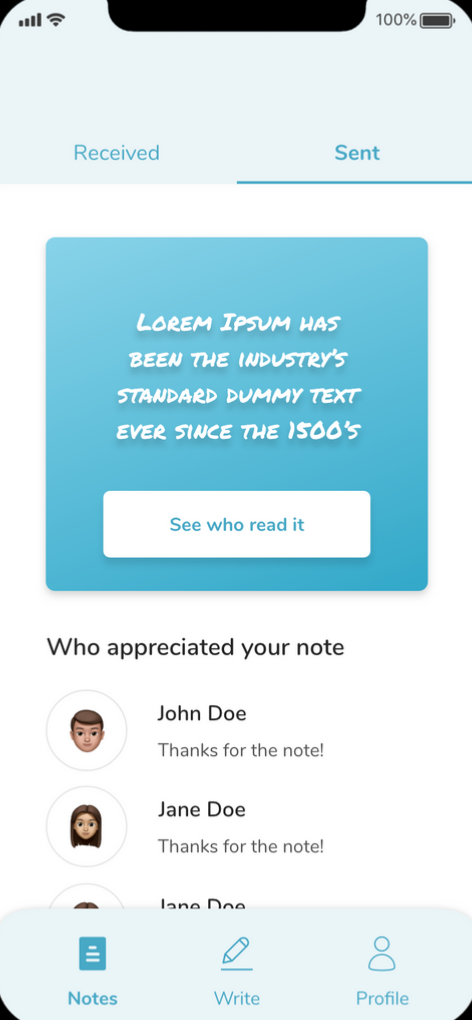 100%
Received
Sent
Lorem Ipsum has
been the industry's
standard dummy text
ever since the 1500's
See who read it
Who appreciated your note
John Doe
Thanks for the note!
Jane Doe
Thanks for the note!
Jane Doe
Notes
Write
Profile